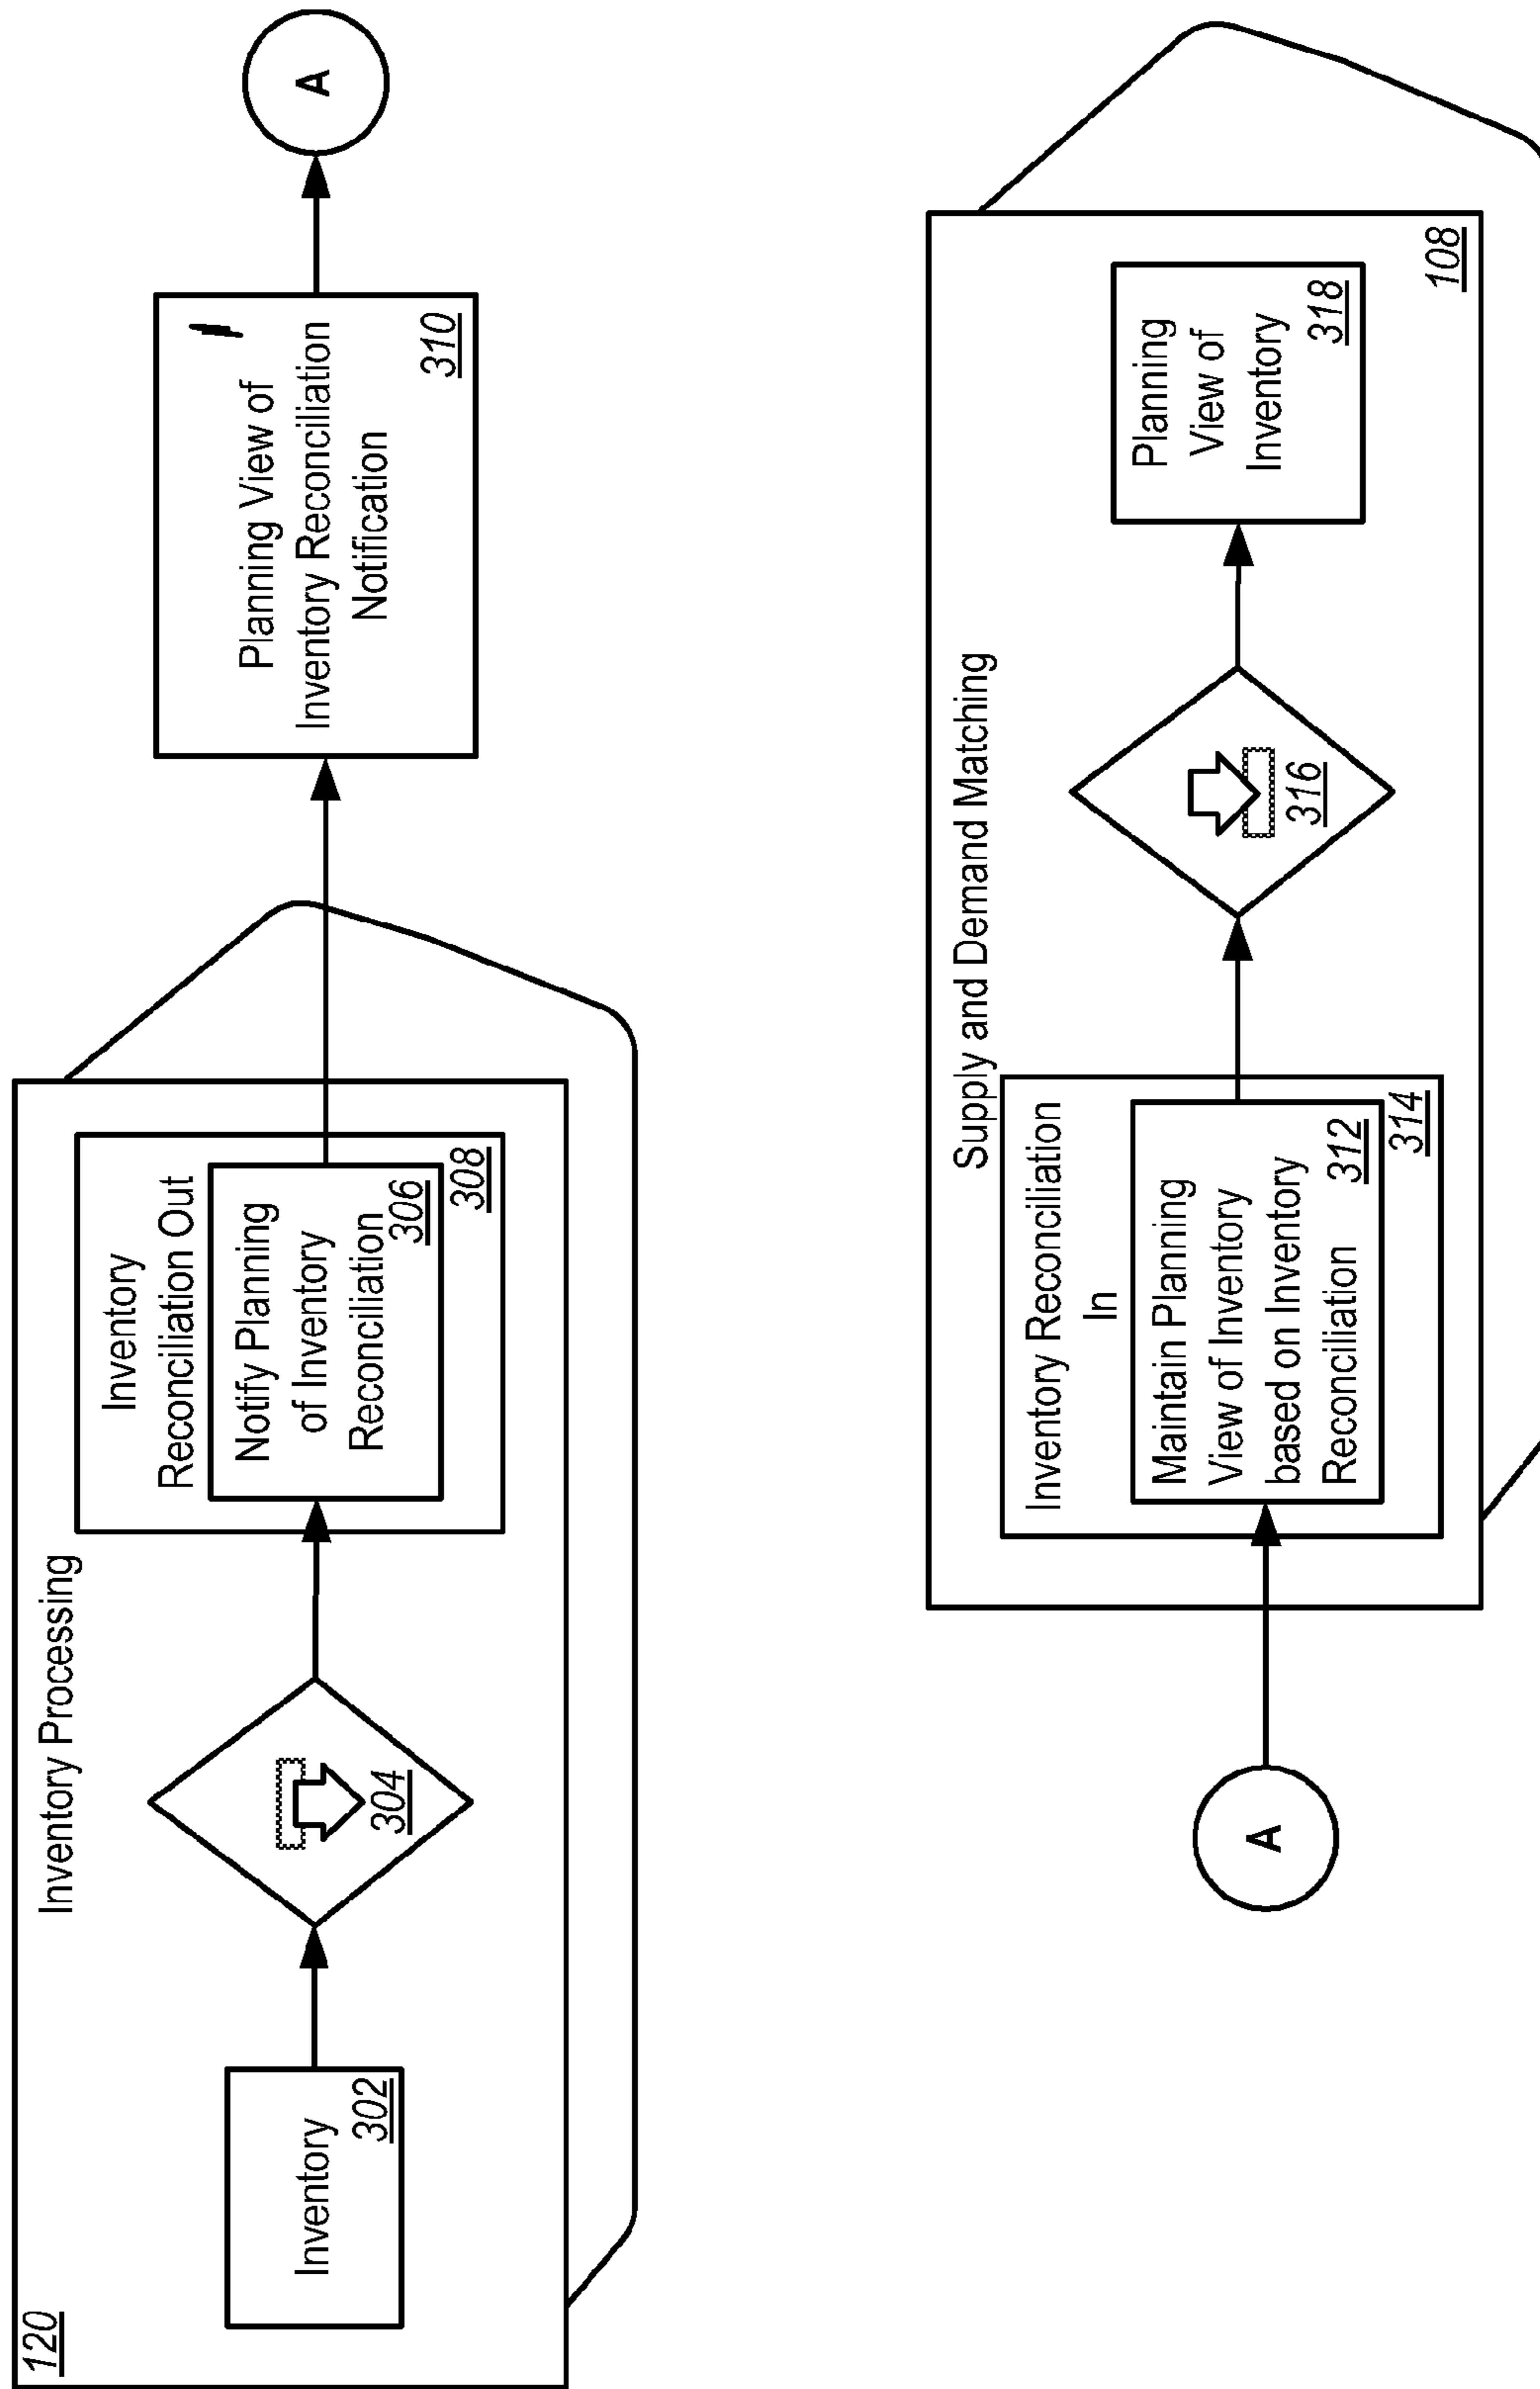 120
Inventory Processing
Inventory
302
304
Inventory
Reconciliation Out
Notify Planning
of Inventory
Reconciliation
306
308
Planning View of
Inventory Reconciliation
Notification
310
A
A
Supply and Demand Matching
Inventory Reconciliation
In
Maintain Planning
View of Inventory
based on Inventory
Reconciliation
312
314
316
Planning
View of
Inventory
318
108